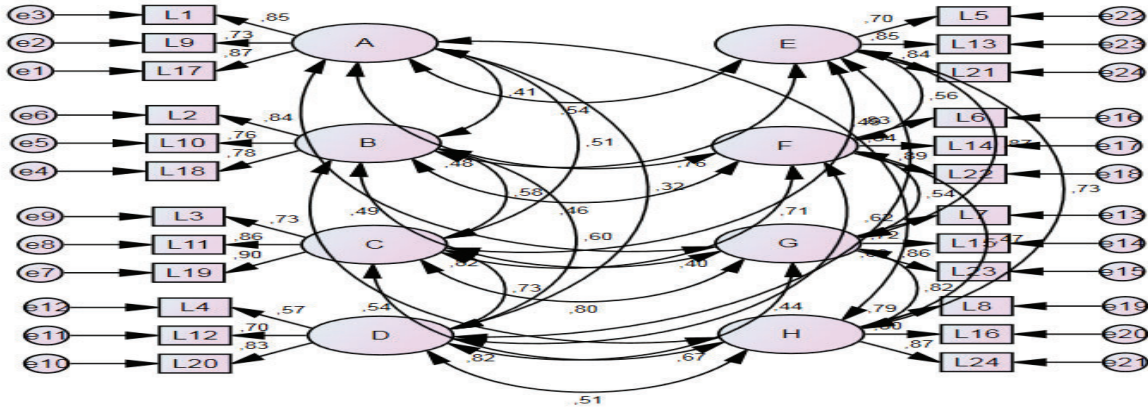 e3 L1 .85 A E .70 L5 e22
e2 L9 .73 .85 L13 e23
e1 L17 .87 .84 L21 e24
.41 .54 .56
e6 L2 .84 L6 e16
e5 L10 .76 B .51 F L14 .87 e17
e4 L18 .78 .48 .76 .89 L22 e18
.58 .32 .54 .73
.49 .46 .71 .62 .72
e9 L3 .73 L7 e13
e8 L11 .86 C .60 G L15 .47 e14
e7 L19 .90 .40 .86 L23 e15
.73 .82
e12 L4 .57 .54 .80 .44 .79 L8 e19
e11 L12 .70 D H L16 e20
e10 L20 .83 .82 .67 .87 L24 e21
.51